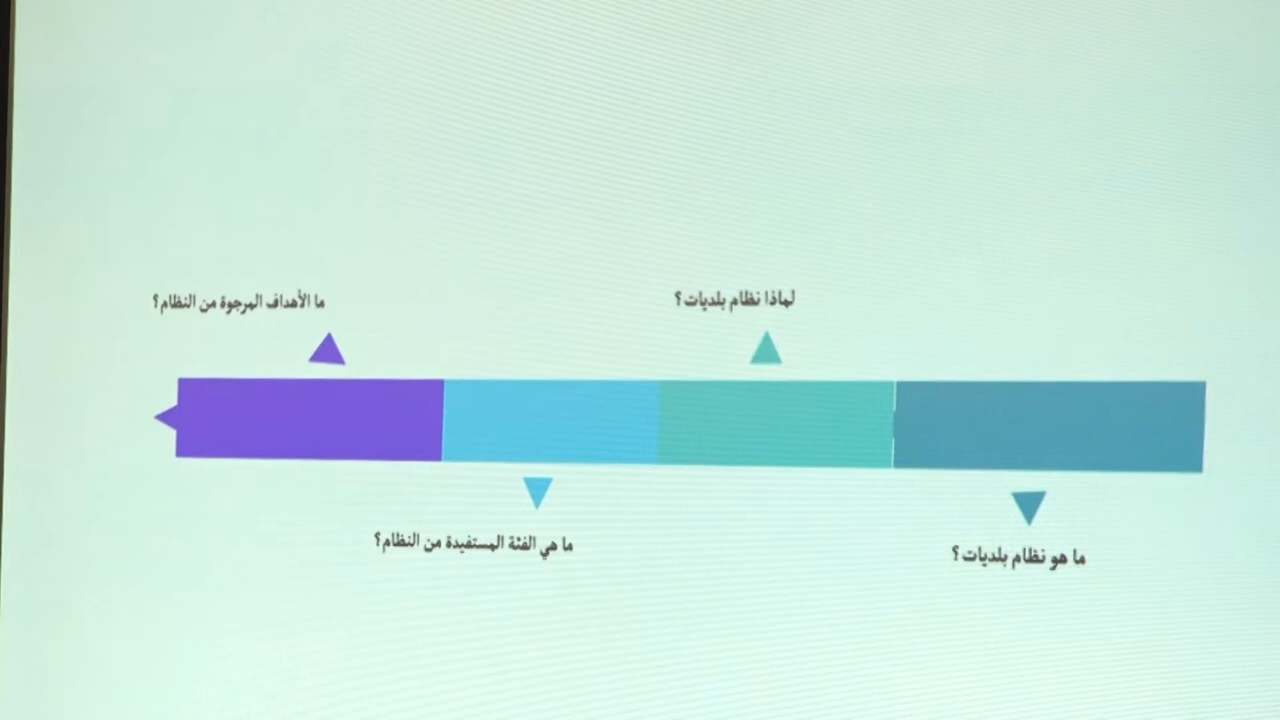 ما هو نظام بلديات؟
لماذا نظام بلديات؟
ما هي الفئة المستفيدة من النظام؟
ما الأهداف المرجوة من النظام؟